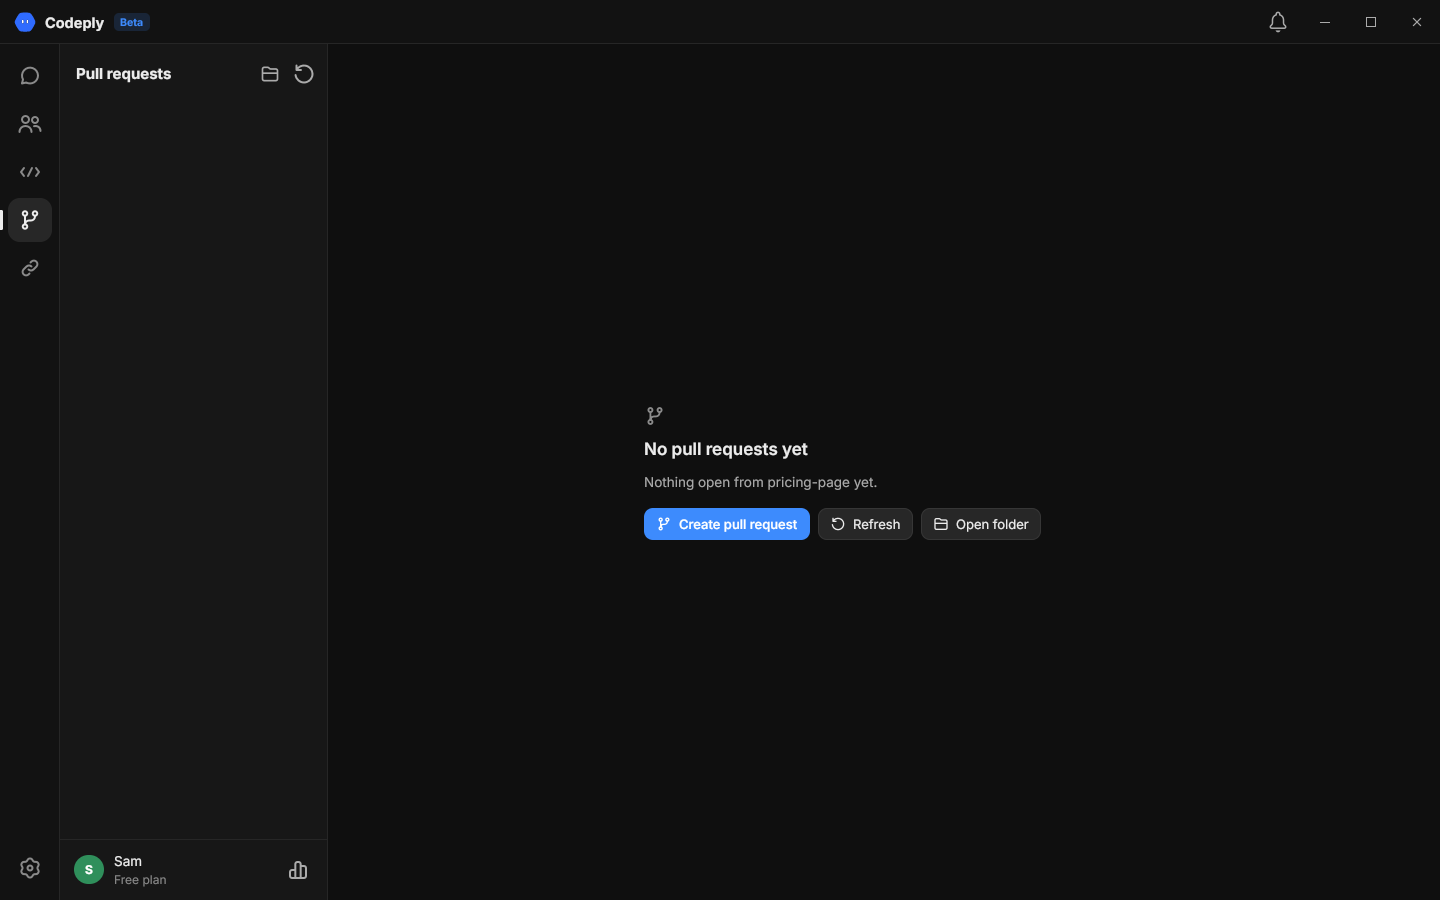 Codeply Beta
Pull requests
No pull requests yet
Nothing open from pricing-page yet.
Create pull request Refresh Open folder
S Sam
Free plan